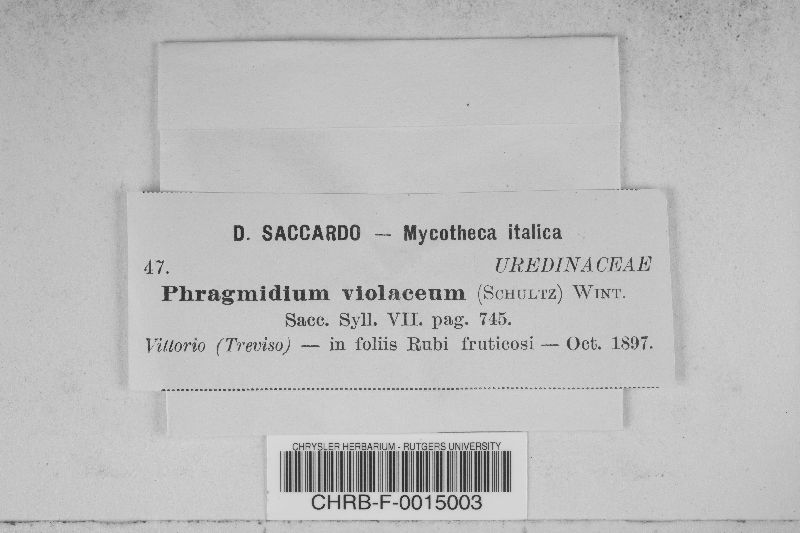 D. SACCARDO — Mycotheca italica
47. UREDINACEAE
Phragmidium violaceum (SCHULTZ) WINT.
Sacc. Syll. VII. pag. 745.
Vittorio (Treviso) — in foliis Rubi fruticosi — Oct. 1897.
CHRYSLER HERBARIUM - RUTGERS UNIVERSITY
CHRB-F-0015003